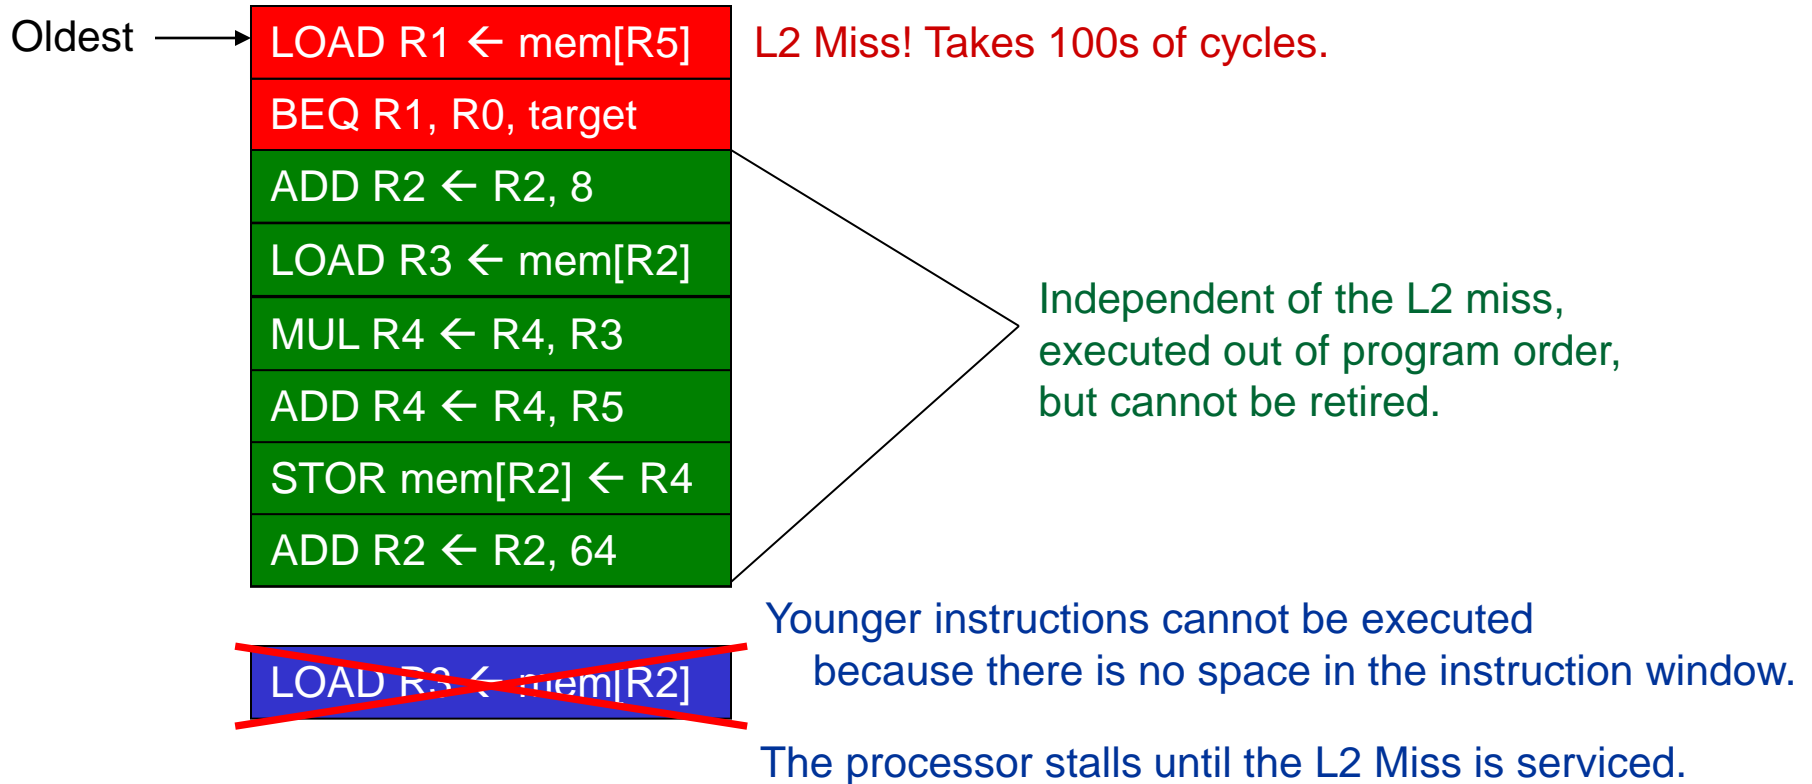 Oldest
LOAD R1 ← mem[R5]
L2 Miss! Takes 100s of cycles.
BEQ R1, R0, target
ADD R2 ← R2, 8
LOAD R3 ← mem[R2]
MUL R4 ← R4, R3
ADD R4 ← R4, R5
STOR mem[R2] ← R4
ADD R2 ← R2, 64
Independent of the L2 miss,
executed out of program order,
but cannot be retired.
LOAD R3 ← mem[R2]
Younger instructions cannot be executed
because there is no space in the instruction window.
The processor stalls until the L2 Miss is serviced.